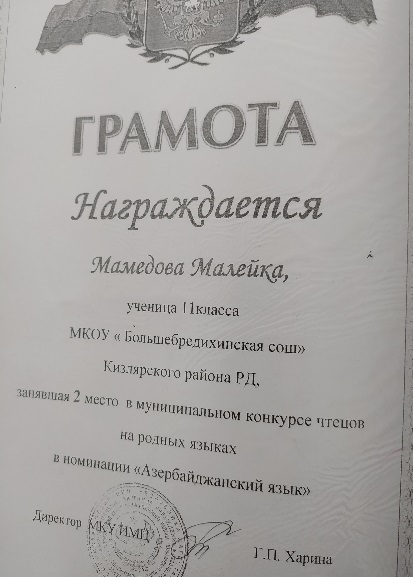 ГРАМОТА
Награждается
Мамедова Малейка,
ученица 11класса
МКОУ « Большебредихинская сош»
Кизлярского района РД,
занявшая 2 место в муниципальном конкурсе чтецов
на родных языках
в номинации «Азербайджанский язык»
Директор МКУ ИМЦ Г.П. Харина